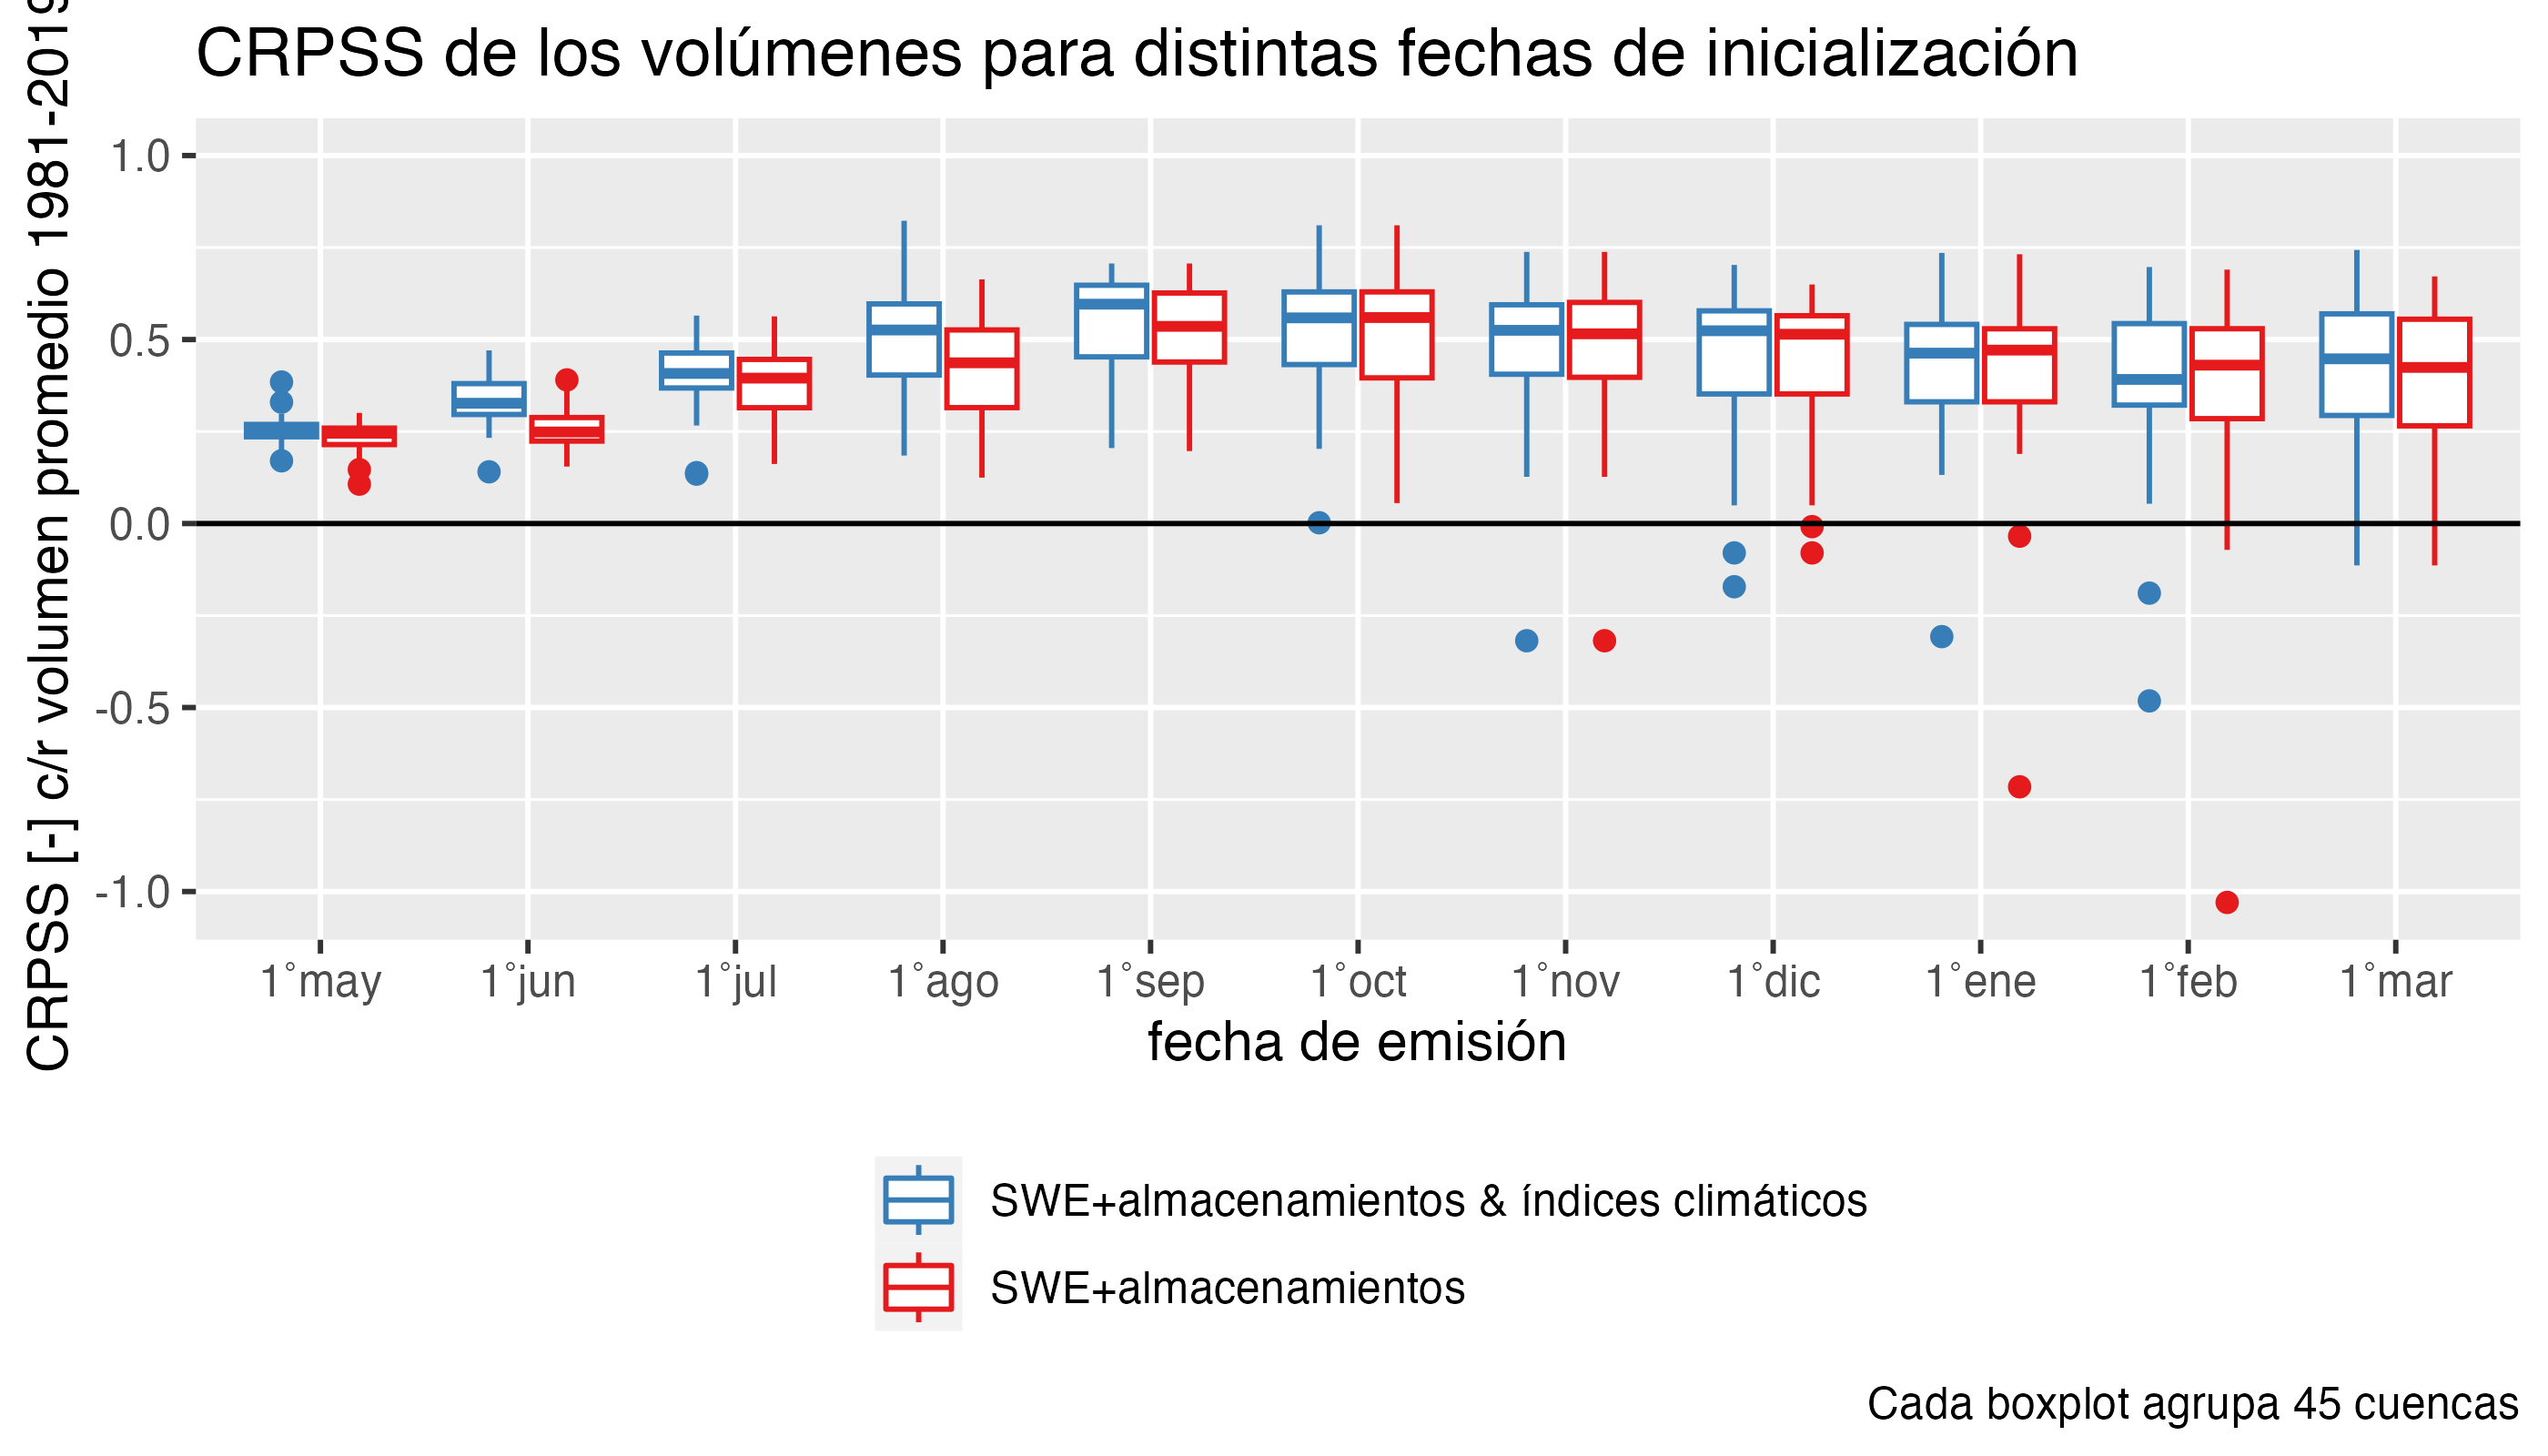 CRPSS de los volúmenes para distintas fechas de inicialización
CRPSS [-] c/r volumen promedio 1981-2019
1.0
0.5
0.0
-0.5
-1.0
1°may 1°jun 1°jul 1°ago 1°sep 1°oct 1°nov 1°dic 1°ene 1°feb 1°mar
fecha de emisión
SWE+almacenamientos & índices climáticos
SWE+almacenamientos
Cada boxplot agrupa 45 cuencas